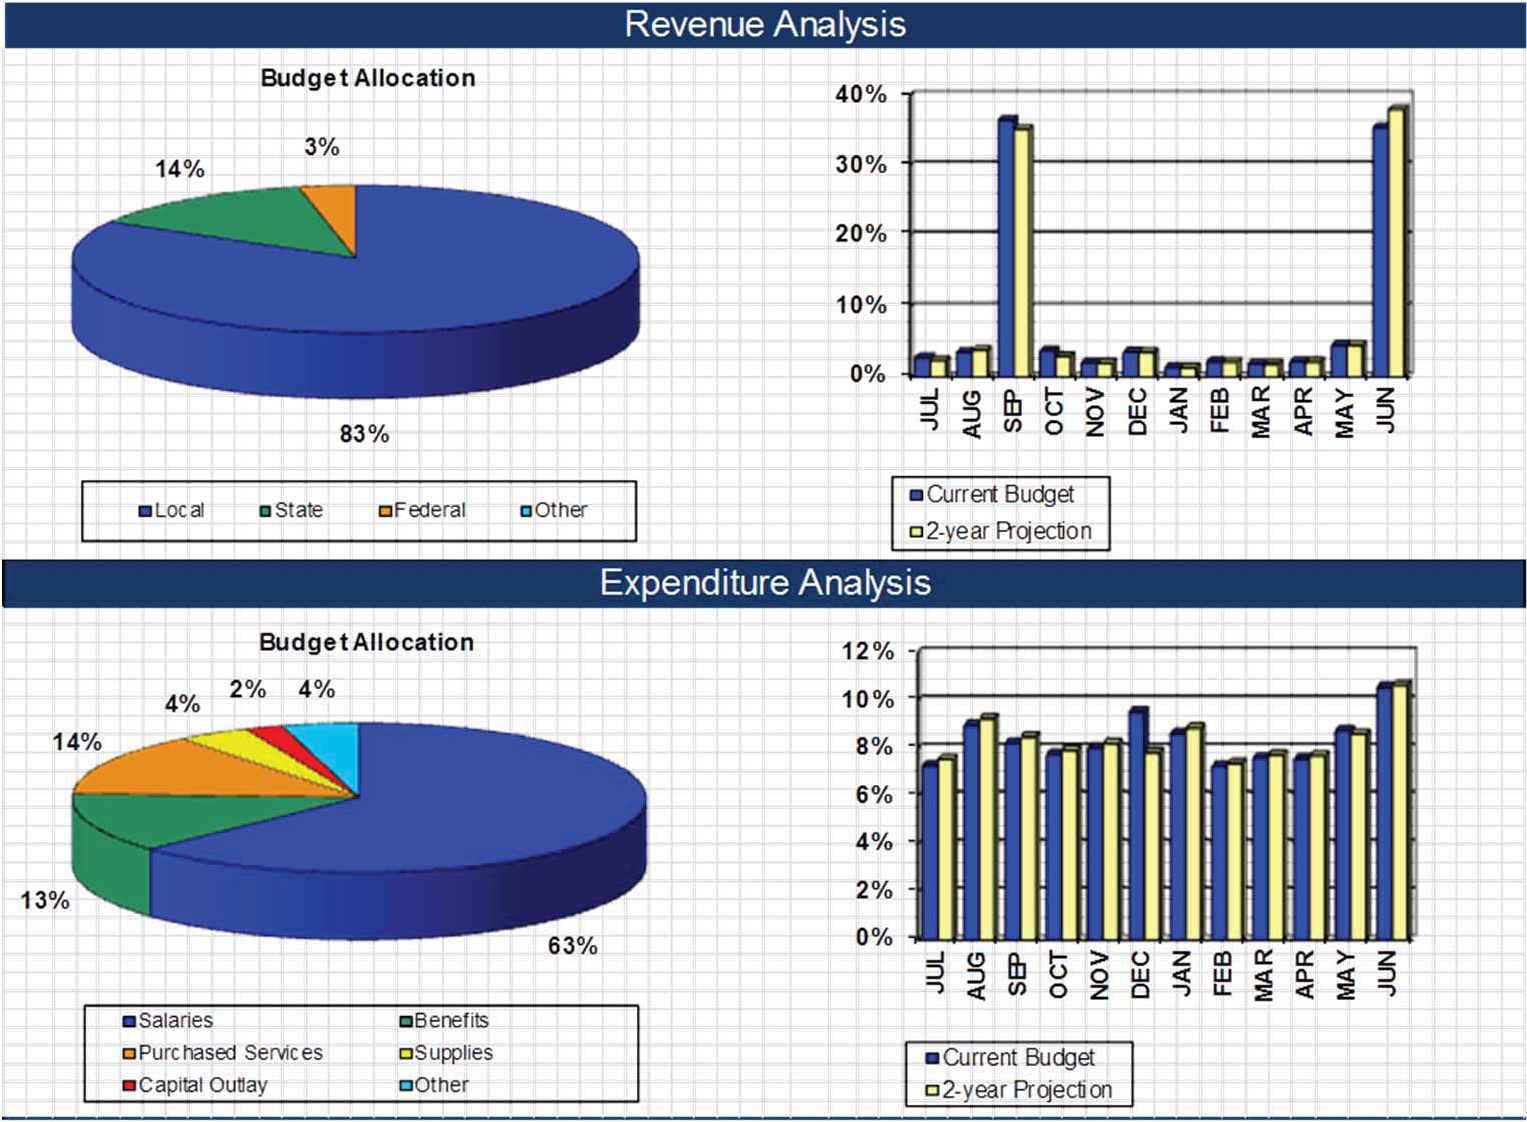 Revenue Analysis
Budget Allocation
14%
3%
83%
Local State Federal Other
40%
30%
20%
10%
0%
JUL AUG SEP OCT NOV DEC JAN FEB MAR APR MAY JUN
Current Budget
2-year Projection
Expenditure Analysis
Budget Allocation
14%
4%
2%
4%
13%
63%
Salaries Benefits
Purchased Services Supplies
Capital Outlay Other
12%
10%
8%
6%
4%
2%
0%
JUL AUG SEP OCT NOV DEC JAN FEB MAR APR MAY JUN
Current Budget
2-year Projection